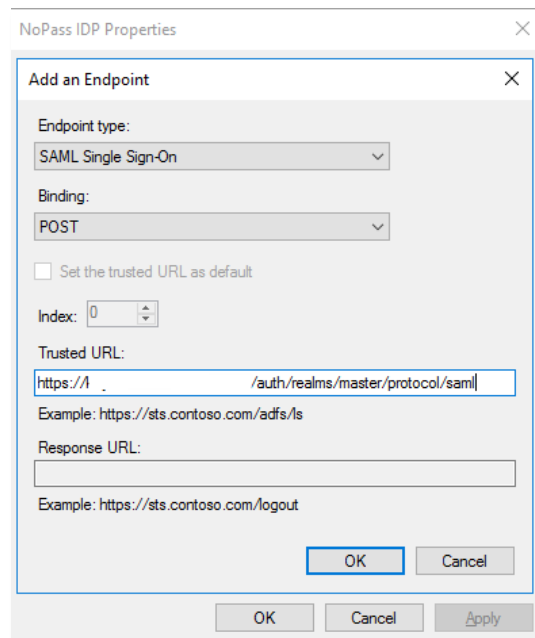 NoPass IDP Properties
Add an Endpoint
Endpoint type:
SAML Single Sign-On
Binding:
POST
Set the trusted URL as default
Index: 0
Trusted URL:
https:// /auth/realms/master/protocol/saml
Example: https://sts.contoso.com/adfs/ls
Response URL:
Example: https://sts.contoso.com/logout
OK Cancel
OK Cancel Apply